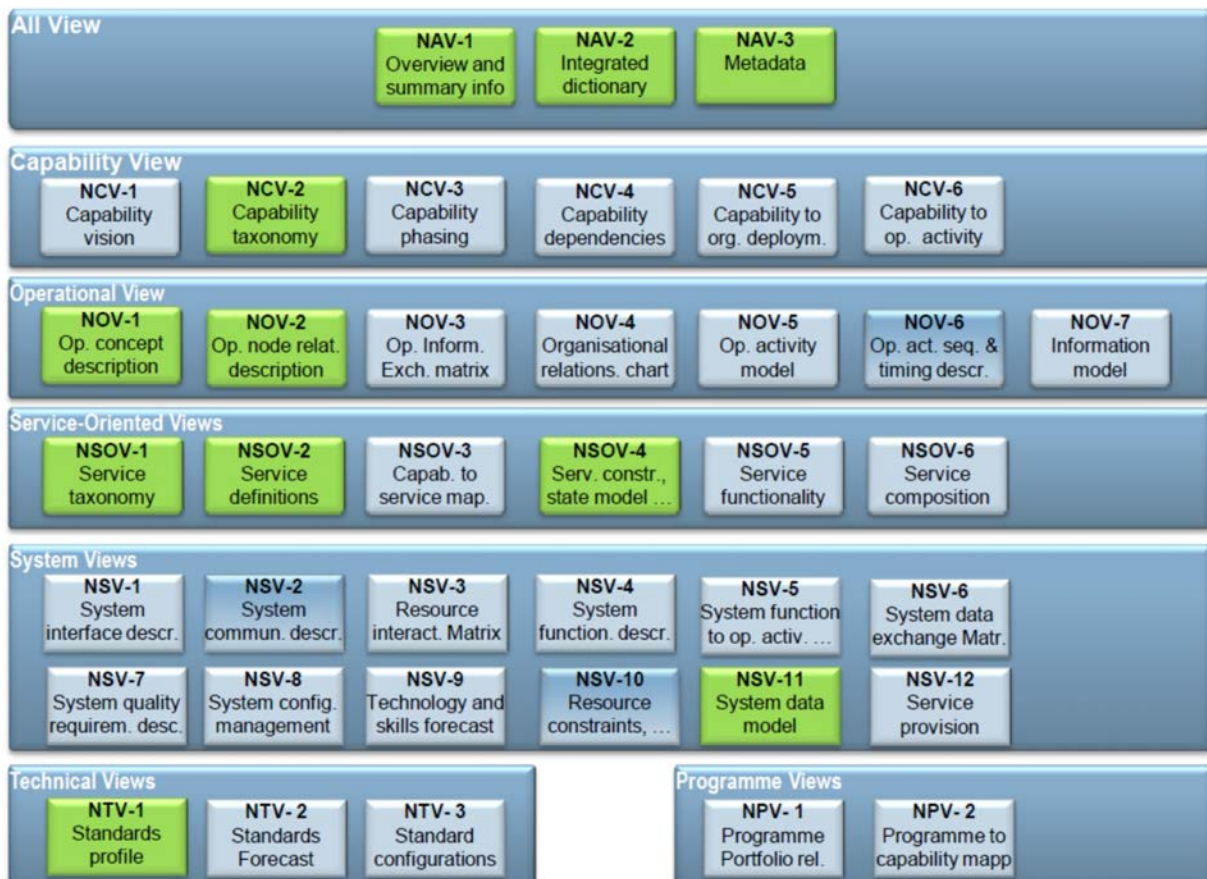 All View
NAV-1
Overview and
summary info
NAV-2
Integrated
dictionary
NAV-3
Metadata
Capability View
NCV-1
Capability
vision
NCV-2
Capability
taxonomy
NCV-3
Capability
phasing
NCV-4
Capability
dependencies
NCV-5
Capability to
org. deploym.
NCV-6
Capability to
op. activity
Operational View
NOV-1
Op. concept
description
NOV-2
Op. node relat.
description
NOV-3
Op. Inform.
Exch. matrix
NOV-4
Organisational
relations. chart
NOV-5
Op. activity
model
NOV-6
Op. act. seq. &
timing descr.
NOV-7
Information
model
Service-Oriented Views
NSOV-1
Service
taxonomy
NSOV-2
Service
definitions
NSOV-3
Capab. to
service map.
NSOV-4
Serv. constr.,
state model ...
NSOV-5
Service
functionality
NSOV-6
Service
composition
System Views
NSV-1
System
interface descr.
NSV-2
System
commun. descr.
NSV-3
Resource
interact. Matrix
NSV-4
System
function. descr.
NSV-5
System function
to op. activ. ...
NSV-6
System data
exchange Matr.
NSV-7
System quality
requirem. desc.
NSV-8
System config.
management
NSV-9
Technology and
skills forecast
NSV-10
Resource
constraints, ...
NSV-11
System data
model
NSV-12
Service
provision
Technical Views
NTV-1
Standards
profile
NTV- 2
Standards
Forecast
NTV- 3
Standard
configurations
Programme Views
NPV- 1
Programme
Portfolio rel.
NPV- 2
Programme to
capability mapp